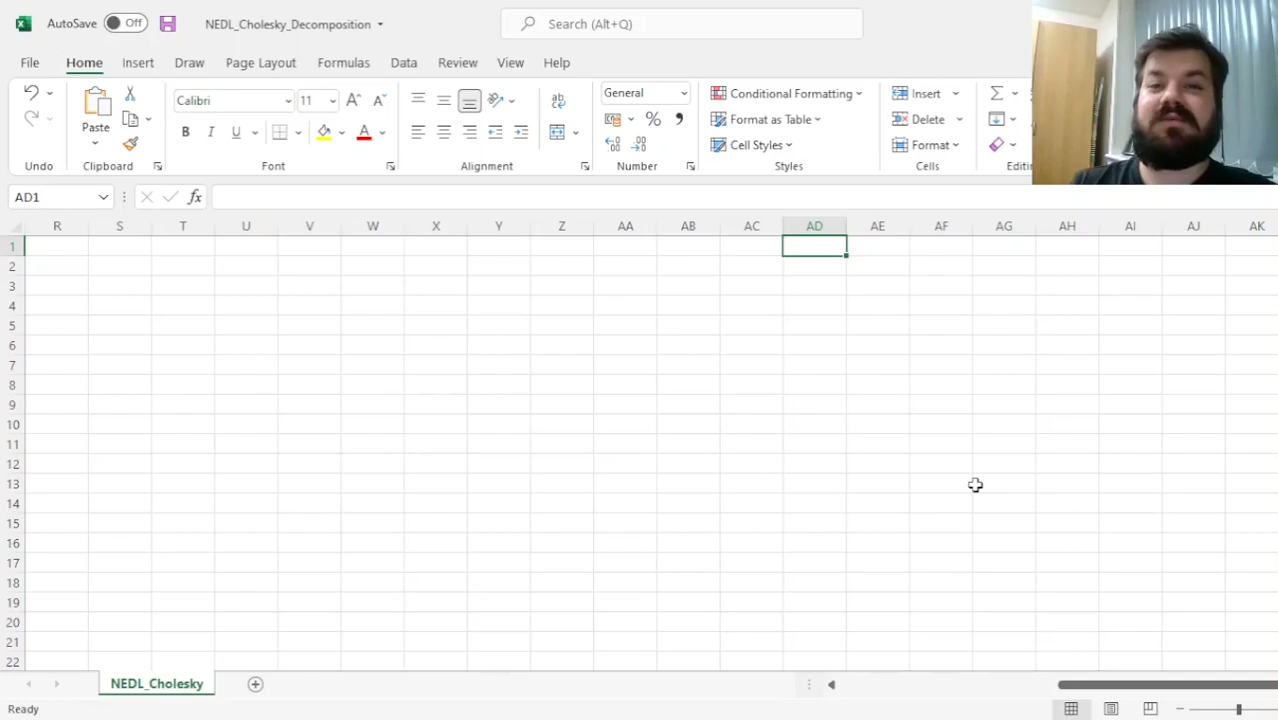 AutoSave Off NEDL_Cholesky_Decomposition Search (Alt+Q)
File Home Insert Draw Page Layout Formulas Data Review View Help
Calibri 11 General Conditional Formatting Insert
Paste B I U A Format as Table Delete
Cell Styles Format
Undo Clipboard Font Alignment Number Styles Cells Editin
AD1 fx
R S T U V W X Y Z AA AB AC AD AE AF AG AH AI AJ AK
1
2
3
4
5
6
7
8
9
10
11
12
13
14
15
16
17
18
19
20
21
22
NEDL_Cholesky
Ready